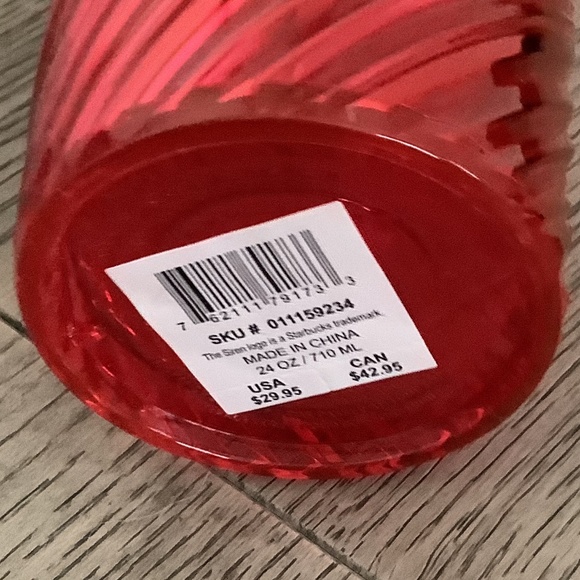 7 62111 79173 3
SKU # 011159234
The Siren logo is a Starbucks trademark.
MADE IN CHINA
24 OZ / 710 ML
USA CAN
$29.95 $42.95